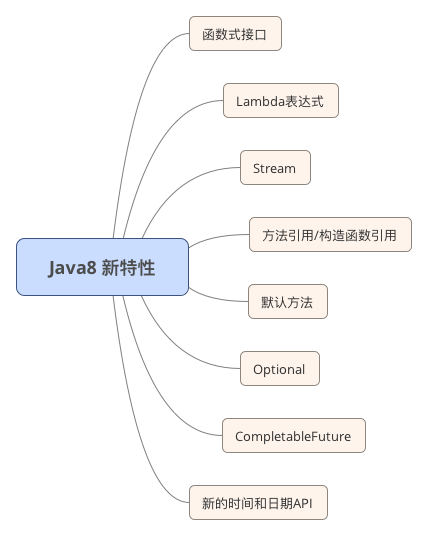 函数式接口
Lambda表达式
Stream
方法引用/构造函数引用
Java8 新特性
默认方法
Optional
CompletableFuture
新的时间和日期API